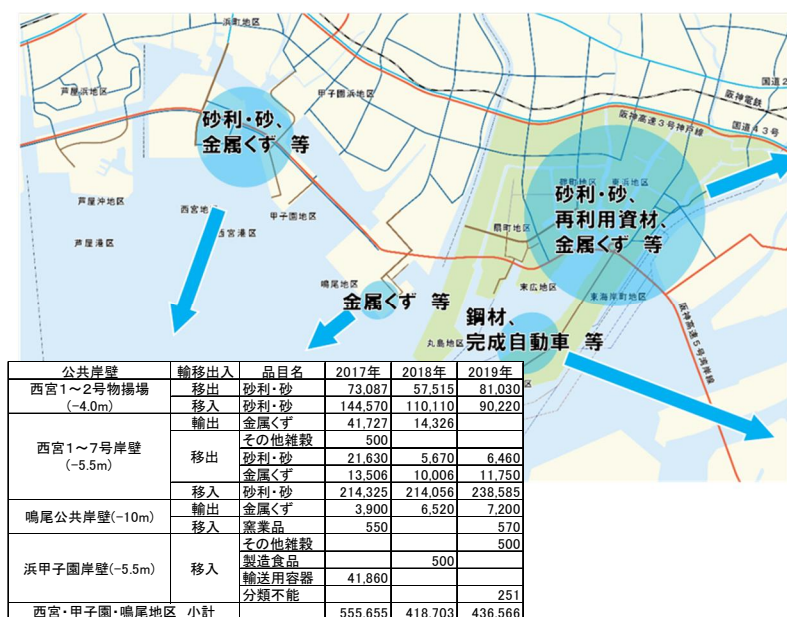 浜町地区
国道2
芦屋浜地区
甲子園浜地区
阪神電鉄
砂利・砂、
金属くず 等
阪神高速3号神戸線
国道43号
東浜地区
砂利・砂、
再利用資材、
金属くず 等
芦屋沖地区
西宮地
甲子園地区
扇町地区
西宮港区
芦屋港区
鳴尾地区
金属くず 等
末広地区
東海岸町地区
鋼材、
完成自動車 等
丸島地区
阪神高速5号湾岸線
区
公共岸壁 輸移出入 品目名 2017年 2018年 2019年
西宮1~2号物揚場
(-4.0m)
移出 砂利・砂 73,087 57,515 81,030
移入 砂利・砂 144,570 110,110 90,220
西宮1~7号岸壁
(-5.5m)
輸出 金属くず 41,727 14,326
移出
その他雑穀 500
砂利・砂 21,630 5,670 6,460
金属くず 13,506 10,006 11,750
移入 砂利・砂 214,325 214,056 238,585
鳴尾公共岸壁(-10m)
輸出 金属くず 3,900 6,520 7,200
移入 窯業品 550 570
浜甲子園岸壁(-5.5m) 移入
その他雑穀 500
製造食品 500
輸送用容器 41,860
分類不能 251
西宮・甲子園・鳴尾地区 小計 555,655 418,703 436,566